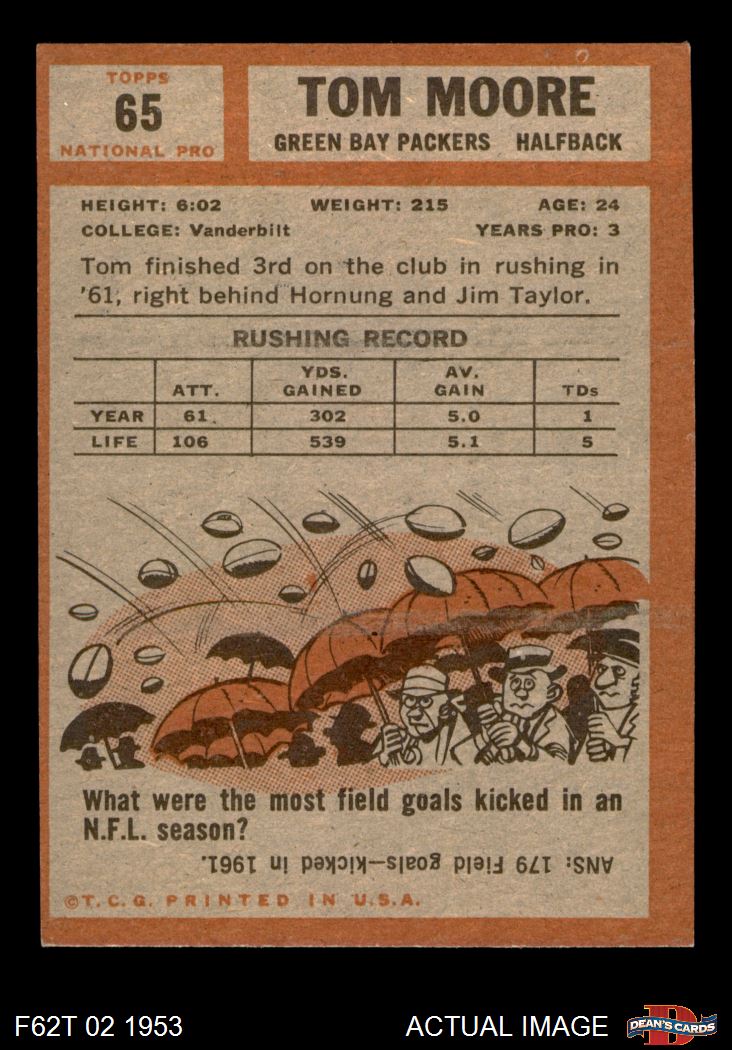 TOPPS
65
NATIONAL PRO
TOM MOORE
GREEN BAY PACKERS HALFBACK
HEIGHT: 6:02 WEIGHT: 215 AGE: 24
COLLEGE: Vanderbilt YEARS PRO: 3
Tom finished 3rd on the club in rushing in
'61, right behind Hornung and Jim Taylor.
RUSHING RECORD
ATT. YDS. GAINED AV. GAIN TDs
YEAR 61 302 5.0 1
LIFE 106 539 5.1 5
What were the most field goals kicked in an
N.F.L. season?
ANS: 179 Field goals—kicked in 1961.
©T.C.G. PRINTED IN U.S.A.
F62T 02 1953 ACTUAL IMAGE
D
DEAN'S CARDS